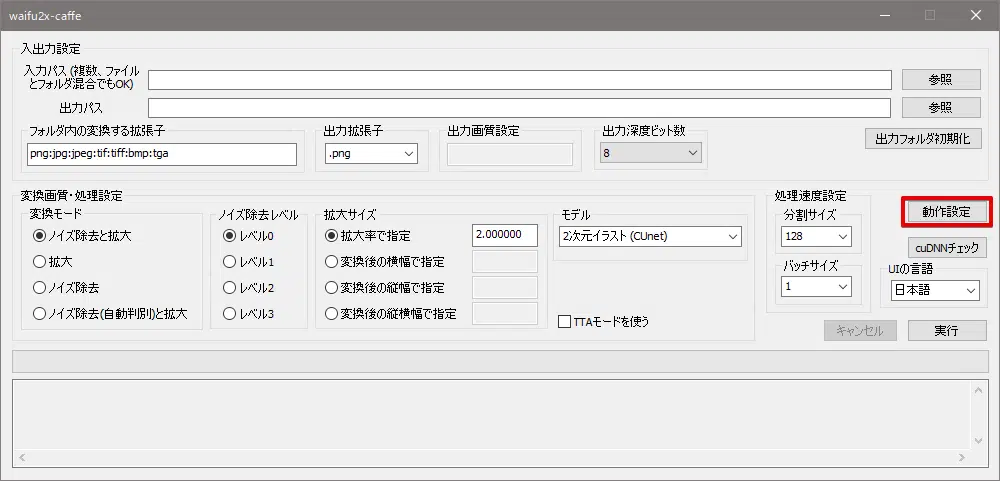 waifu2x-caffe
入出力設定
入力パス (複数、ファイル
とフォルダ混合でもOK)
参照
出力パス
参照
フォルダ内の変換する拡張子
出力拡張子
出力画質設定
出力深度ビット数
png:jpg:jpeg:tif:tiff:bmp:tga
.png
8
出力フォルダ初期化
変換画質・処理設定
変換モード
ノイズ除去と拡大
拡大
ノイズ除去
ノイズ除去(自動判別)と拡大
ノイズ除去レベル
レベル0
レベル1
レベル2
レベル3
拡大サイズ
拡大率で指定
2.000000
変換後の横幅で指定
変換後の縦幅で指定
変換後の縦横幅で指定
モデル
2次元イラスト (CUnet)
TTAモードを使う
処理速度設定
分割サイズ
128
バッチサイズ
1
動作設定
cuDNNチェック
UIの言語
日本語
キャンセル
実行